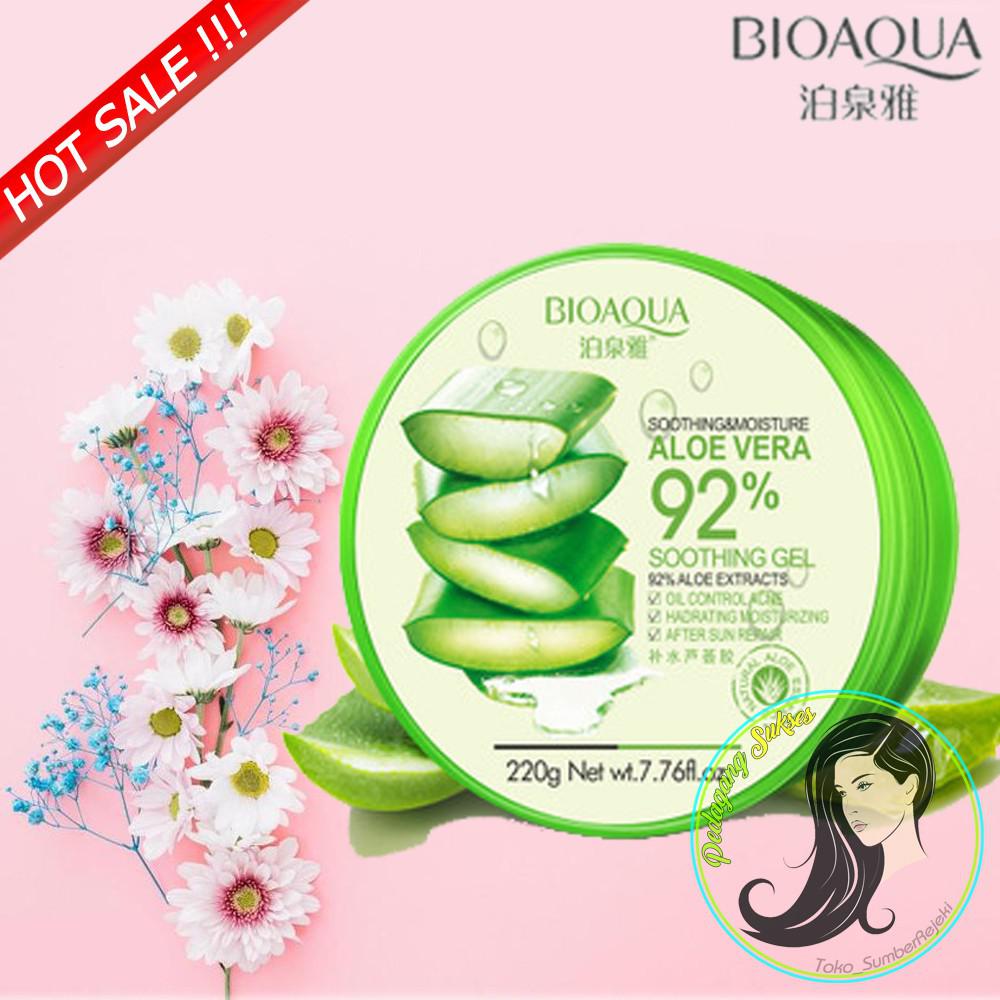 HOT SALE !!!
BIOAQUA
泊泉雅
BIOAQUA
泊泉雅
SOOTHING&MOISTURE
ALOE VERA
92%
SOOTHING GEL
92% ALOE EXTRACTS
OIL CONTROL ACNE
HADRATING MOISTURIZING
AFTER SUN REPAIR
补水芦荟胶
NATURAL ALOE
220g Net wt.7.76fl.oz
Pedagang Sukses
Toko_SumberRejeki